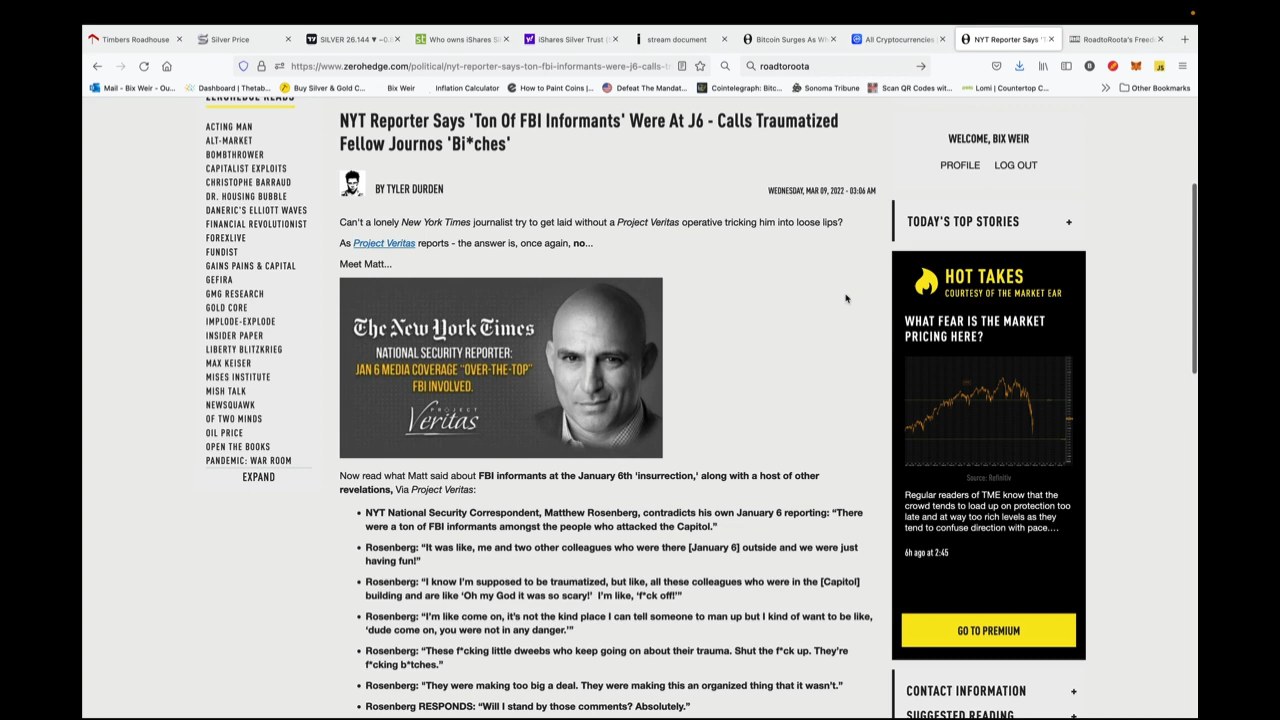 Timbers Roadhouse
Silver Price
SILVER 26.144 ▼ −0.
Who owns iShares Si
iShares Silver Trust (
stream document
Bitcoin Surges As W
All Cryptocurrencies
NYT Reporter Says 'T
RoadtoRoota's Freed
https://www.zerohedge.com/political/nyt-reporter-says-ton-fbi-informants-were-j6-calls-t
roadtoroota
Mail - Bix Weir - Ou...
Dashboard | Thetab...
Buy Silver & Gold C...
Bix Weir
Inflation Calculator
How to Paint Coins |...
Defeat The Mandat...
Cointelegraph: Bitc...
Sonoma Tribune
Scan QR Codes wit...
Lomi | Countertop C...
Other Bookmarks
ZEROHEDGE READS
ACTING MAN
ALT-MARKET
BOMBTHROWER
CAPITALIST EXPLOITS
CHRISTOPHE BARRAUD
DR. HOUSING BUBBLE
DANERIC'S ELLIOTT WAVES
FINANCIAL REVOLUTIONIST
FOREXLIVE
FUNDIST
GAINS PAINS & CAPITAL
GEFIRA
GMG RESEARCH
GOLD CORE
IMPLODE-EXPLODE
INSIDER PAPER
LIBERTY BLITZKRIEG
MAX KEISER
MISES INSTITUTE
MISH TALK
NEWSQUAWK
OF TWO MINDS
OIL PRICE
OPEN THE BOOKS
PANDEMIC: WAR ROOM
EXPAND
NYT Reporter Says 'Ton Of FBI Informants' Were At J6 - Calls Traumatized
Fellow Journos 'Bi*ches'
BY TYLER DURDEN
WEDNESDAY, MAR 09, 2022 - 03:06 AM
Can't a lonely New York Times journalist try to get laid without a Project Veritas operative tricking him into loose lips?
As Project Veritas reports - the answer is, once again, no...
Meet Matt...
The New York Times
NATIONAL SECURITY REPORTER:
JAN 6 MEDIA COVERAGE "OVER-THE-TOP"
FBI INVOLVED.
PROJECT
Veritas
Now read what Matt said about FBI informants at the January 6th 'insurrection,' along with a host of other
revelations, Via Project Veritas:
• NYT National Security Correspondent, Matthew Rosenberg, contradicts his own January 6 reporting: “There
were a ton of FBI informants amongst the people who attacked the Capitol.”
• Rosenberg: “It was like, me and two other colleagues who were there [January 6] outside and we were just
having fun!”
• Rosenberg: “I know I’m supposed to be traumatized, but like, all these colleagues who were in the [Capitol]
building and are like ‘Oh my God it was so scary!’ I’m like, ‘f*ck off!’”
• Rosenberg: “I’m like come on, it’s not the kind place I can tell someone to man up but I kind of want to be like,
‘dude come on, you were not in any danger.’”
• Rosenberg: “These f*cking little dweebs who keep going on about their trauma. Shut the f*ck up. They’re
f*cking b*tches.”
• Rosenberg: “They were making too big a deal. They were making this an organized thing that it wasn’t.”
• Rosenberg RESPONDS: “Will I stand by those comments? Absolutely.”
WELCOME, BIX WEIR
PROFILE LOG OUT
TODAY'S TOP STORIES +
HOT TAKES
COURTESY OF THE MARKET EAR
WHAT FEAR IS THE MARKET
PRICING HERE?
Source: Refinitiv
Regular readers of TME know that the
crowd tends to load up on protection too
late and at way too rich levels as they
tend to confuse direction with pace....
6h ago at 2:45
GO TO PREMIUM
CONTACT INFORMATION +
SUGGESTED READING